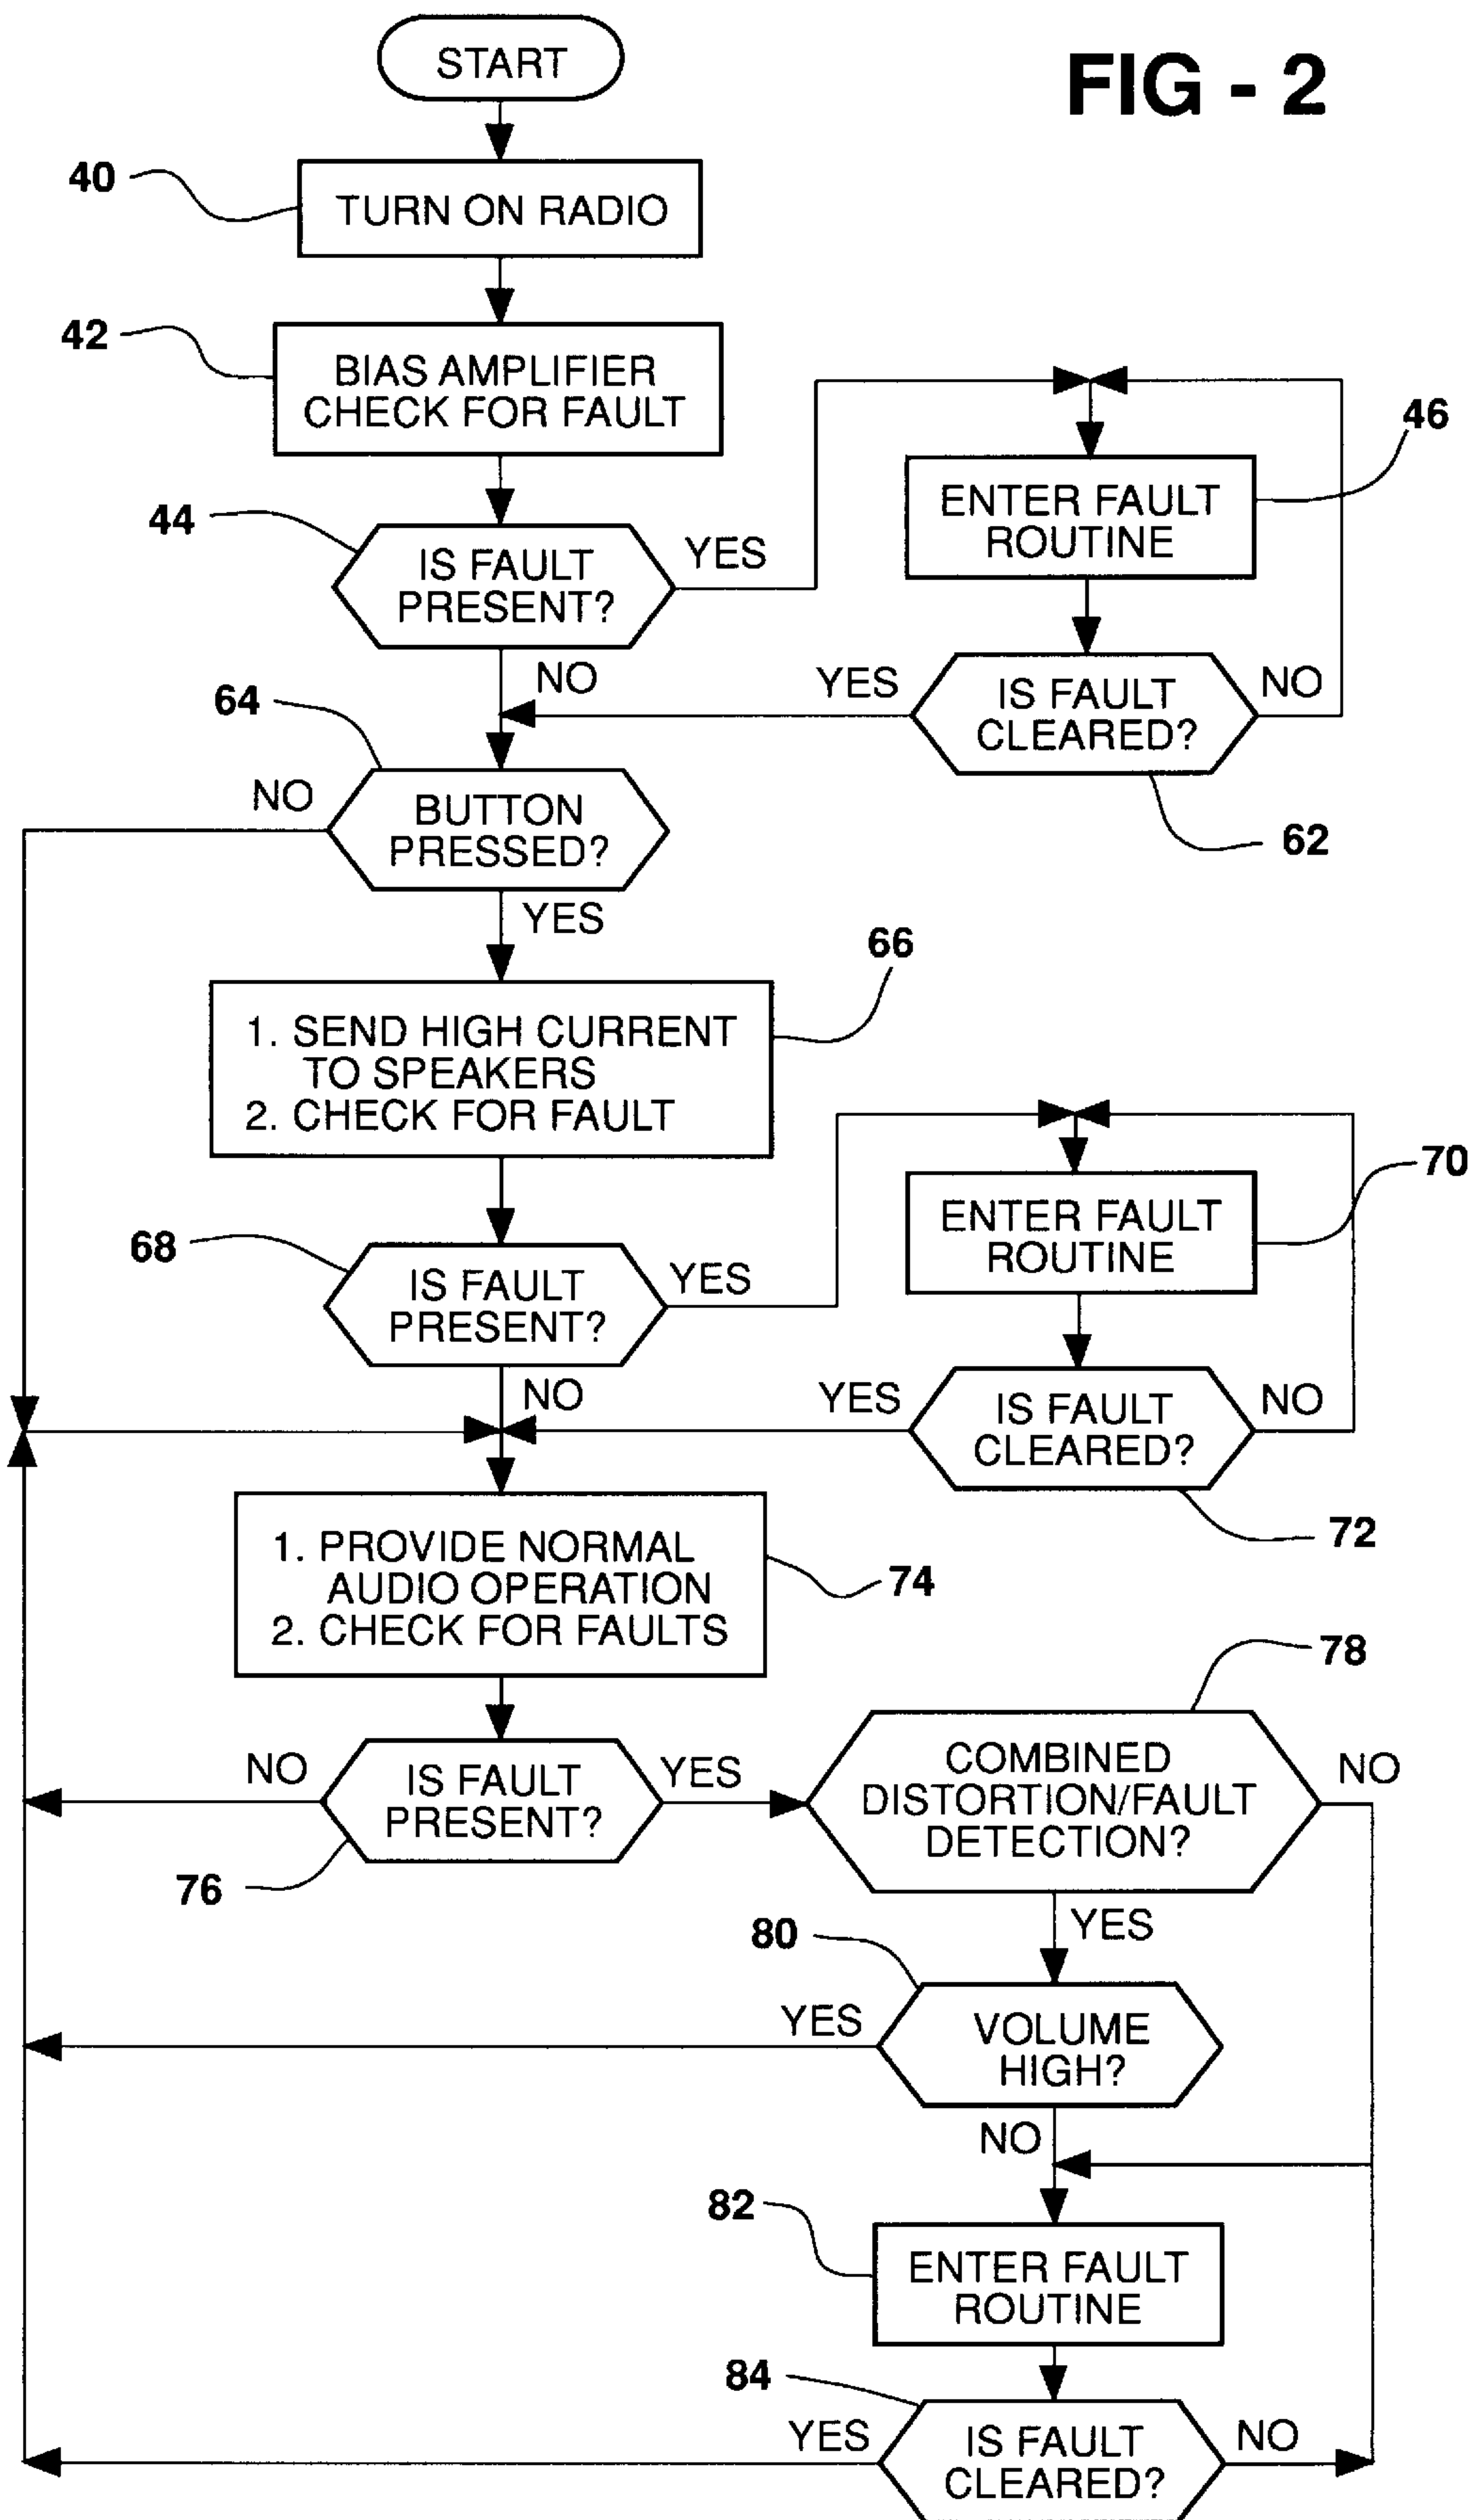 START
FIG - 2
40
TURN ON RADIO
42
BIAS AMPLIFIER
CHECK FOR FAULT
46
ENTER FAULT
ROUTINE
44
IS FAULT
PRESENT?
YES
NO
YES
IS FAULT
CLEARED?
NO
62
64
NO
BUTTON
PRESSED?
YES
66
1. SEND HIGH CURRENT
TO SPEAKERS
2. CHECK FOR FAULT
70
ENTER FAULT
ROUTINE
68
IS FAULT
PRESENT?
YES
NO
YES
IS FAULT
CLEARED?
NO
72
1. PROVIDE NORMAL
AUDIO OPERATION
2. CHECK FOR FAULTS
74
78
NO
IS FAULT
PRESENT?
YES
76
COMBINED
DISTORTION/FAULT
DETECTION?
NO
YES
80
YES
VOLUME
HIGH?
NO
82
ENTER FAULT
ROUTINE
84
YES
IS FAULT
CLEARED?
NO